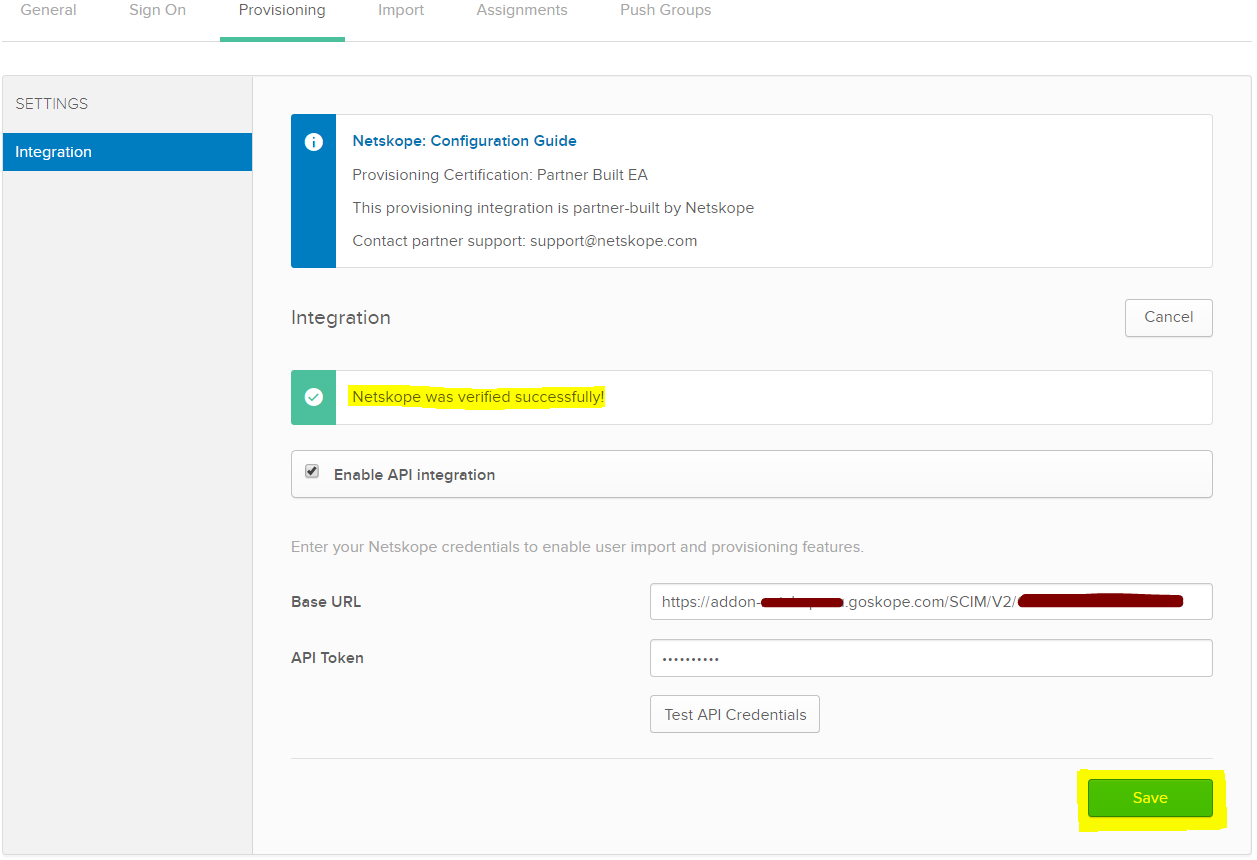 General Sign On Provisioning Import Assignments Push Groups
SETTINGS
Integration
Netskope: Configuration Guide
Provisioning Certification: Partner Built EA
This provisioning integration is partner-built by Netskope
Contact partner support: support@netskope.com
Integration
Cancel
Netskope was verified successfully!
Enable API integration
Enter your Netskope credentials to enable user import and provisioning features.
Base URL
https://addon- .goskope.com/SCIM/V2/
API Token
••••••••••
Test API Credentials
Save